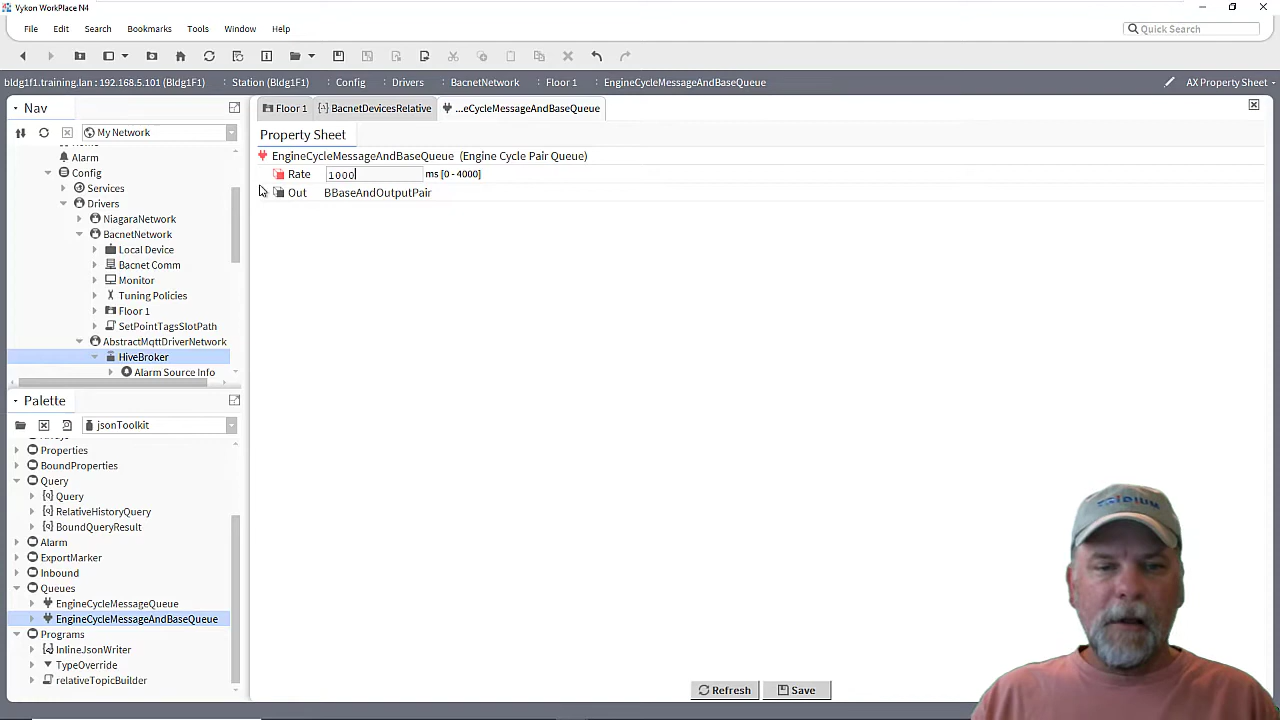 Vykon WorkPlace N4
File Edit Search Bookmarks Tools Window Help
Quick Search
bldg1f1.training.lan : 192.168.5.101 (Bldg1F1) : Station (Bldg1F1) : Config : Drivers : BacnetNetwork : Floor 1 : EngineCycleMessageAndBaseQueue
AX Property Sheet
Nav
My Network
Alarm
Config
Services
Drivers
NiagaraNetwork
BacnetNetwork
Local Device
Bacnet Comm
Monitor
Tuning Policies
Floor 1
SetPointTagsSlotPath
AbstractMqttDriverNetwork
HiveBroker
Alarm Source Info
Palette
jsonToolkit
Properties
BoundProperties
Query
Query
RelativeHistoryQuery
BoundQueryResult
Alarm
ExportMarker
Inbound
Queues
EngineCycleMessageQueue
EngineCycleMessageAndBaseQueue
Programs
InlineJsonWriter
TypeOverride
relativeTopicBuilder
Floor 1 BacnetDevicesRelative ...eCycleMessageAndBaseQueue
Property Sheet
EngineCycleMessageAndBaseQueue (Engine Cycle Pair Queue)
Rate 1000 ms [0 - 4000]
Out BBaseAndOutputPair
Refresh Save
TRIDIUM